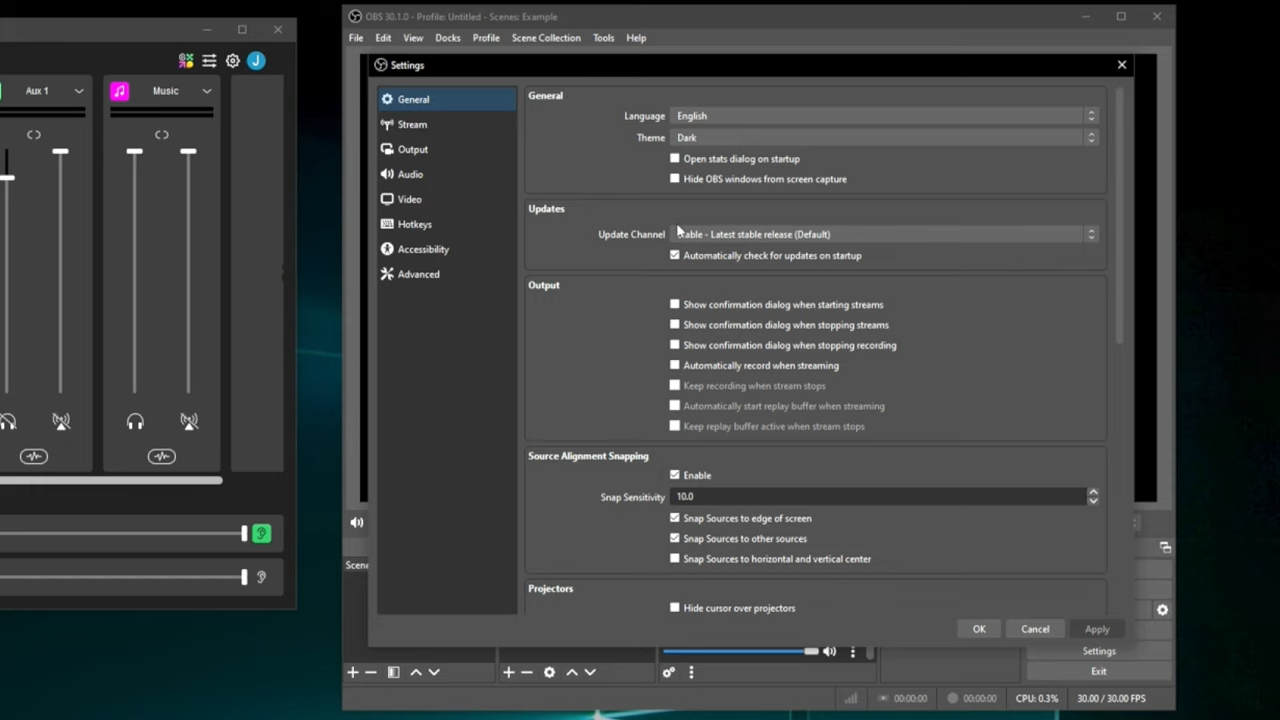 J
Aux 1
Music
OBS 30.1.0 - Profile: Untitled - Scenes: Example
File Edit View Docks Profile Scene Collection Tools Help
Settings
General
Stream
Output
Audio
Video
Hotkeys
Accessibility
Advanced
General
Language English
Theme Dark
Open stats dialog on startup
Hide OBS windows from screen capture
Updates
Update Channel Stable - Latest stable release (Default)
Automatically check for updates on startup
Output
Show confirmation dialog when starting streams
Show confirmation dialog when stopping streams
Show confirmation dialog when stopping recording
Automatically record when streaming
Keep recording when stream stops
Automatically start replay buffer when streaming
Keep replay buffer active when stream stops
Source Alignment Snapping
Enable
Snap Sensitivity 10.0
Snap Sources to edge of screen
Snap Sources to other sources
Snap Sources to horizontal and vertical center
Projectors
Hide cursor over projectors
OK Cancel Apply
Scene
Settings
Exit
00:00:00 00:00:00 CPU: 0.3% 30.00 / 30.00 FPS